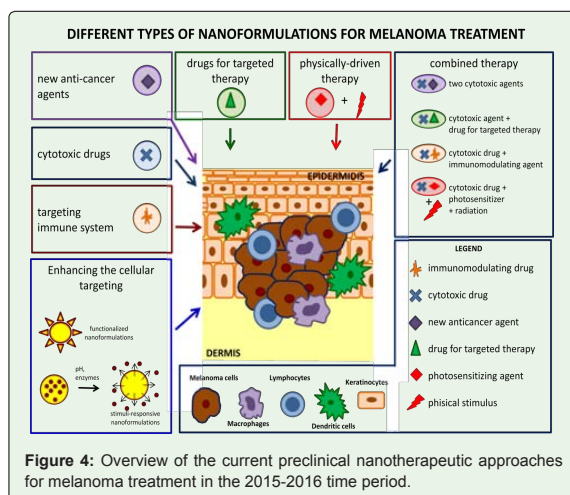 DIFFERENT TYPES OF NANOFORMULATIONS FOR MELANOMA TREATMENT
new anti-cancer
agents
drugs for targeted
therapy
physically-driven
therapy
+
combined therapy
two cytotoxic agents
cytotoxic agent +
drug for targeted therapy
cytotoxic drug +
immunomodulating agent
cytotoxic drug +
photosensitizer
+ radiation
+
cytotoxic drugs
targeting
immune system
Enhancing the cellular
targeting
functionalized
nanoformulations
pH,
enzymes
stimuli-responsive
nanoformulations
EPIDERMIDIS
DERMIS
LEGEND
immunomodulating drug
cytotoxic drug
new anticancer agent
drug for targeted therapy
photosensitizing agent
phisical stimulus
Melanoma cells
Lymphocytes
Keratinocytes
Macrophages
Dendritic cells
Figure 4: Overview of the current preclinical nanotherapeutic approaches
for melanoma treatment in the 2015-2016 time period.